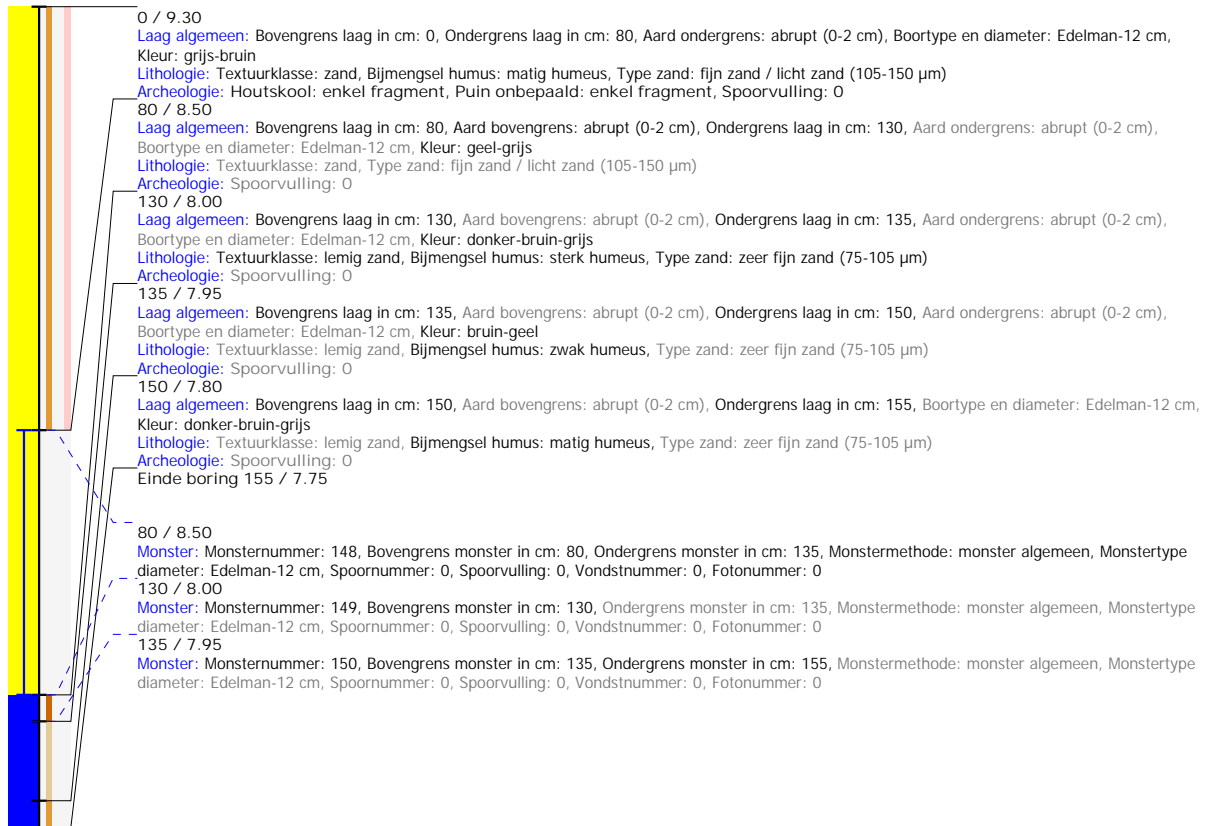 0 / 9.30
Laag algemeen: Bovengrens laag in cm: 0, Ondergrens laag in cm: 80, Aard ondergrens: abrupt (0-2 cm), Boortype en diameter: Edelman-12 cm,
Kleur: grijs-bruin
Lithologie: Textuurklasse: zand, Bijmengsel humus: matig humeus, Type zand: fijn zand / licht zand (105-150 µm)
Archeologie: Houtskool: enkel fragment, Puin onbepaald: enkel fragment, Spoorvulling: 0
80 / 8.50
Laag algemeen: Bovengrens laag in cm: 80, Aard bovengrens: abrupt (0-2 cm), Ondergrens laag in cm: 130, Aard ondergrens: abrupt (0-2 cm),
Boortype en diameter: Edelman-12 cm, Kleur: geel-grijs
Lithologie: Textuurklasse: zand, Type zand: fijn zand / licht zand (105-150 µm)
Archeologie: Spoorvulling: 0
130 / 8.00
Laag algemeen: Bovengrens laag in cm: 130, Aard bovengrens: abrupt (0-2 cm), Ondergrens laag in cm: 135, Aard ondergrens: abrupt (0-2 cm),
Boortype en diameter: Edelman-12 cm, Kleur: donker-bruin-grijs
Lithologie: Textuurklasse: lemig zand, Bijmengsel humus: sterk humeus, Type zand: zeer fijn zand (75-105 µm)
Archeologie: Spoorvulling: 0
135 / 7.95
Laag algemeen: Bovengrens laag in cm: 135, Aard bovengrens: abrupt (0-2 cm), Ondergrens laag in cm: 150, Aard ondergrens: abrupt (0-2 cm),
Boortype en diameter: Edelman-12 cm, Kleur: bruin-geel
Lithologie: Textuurklasse: lemig zand, Bijmengsel humus: zwak humeus, Type zand: zeer fijn zand (75-105 µm)
Archeologie: Spoorvulling: 0
150 / 7.80
Laag algemeen: Bovengrens laag in cm: 150, Aard bovengrens: abrupt (0-2 cm), Ondergrens laag in cm: 155, Boortype en diameter: Edelman-12 cm,
Kleur: donker-bruin-grijs
Lithologie: Textuurklasse: lemig zand, Bijmengsel humus: matig humeus, Type zand: zeer fijn zand (75-105 µm)
Archeologie: Spoorvulling: 0
Einde boring 155 / 7.75
80 / 8.50
Monster: Monsternummer: 148, Bovengrens monster in cm: 80, Ondergrens monster in cm: 135, Monstermethode: monster algemeen, Monstertype
diameter: Edelman-12 cm, Spoornummer: 0, Spoorvulling: 0, Vondstnummer: 0, Fotonummer: 0
130 / 8.00
Monster: Monsternummer: 149, Bovengrens monster in cm: 130, Ondergrens monster in cm: 135, Monstermethode: monster algemeen, Monstertype
diameter: Edelman-12 cm, Spoornummer: 0, Spoorvulling: 0, Vondstnummer: 0, Fotonummer: 0
135 / 7.95
Monster: Monsternummer: 150, Bovengrens monster in cm: 135, Ondergrens monster in cm: 155, Monstermethode: monster algemeen, Monstertype
diameter: Edelman-12 cm, Spoornummer: 0, Spoorvulling: 0, Vondstnummer: 0, Fotonummer: 0